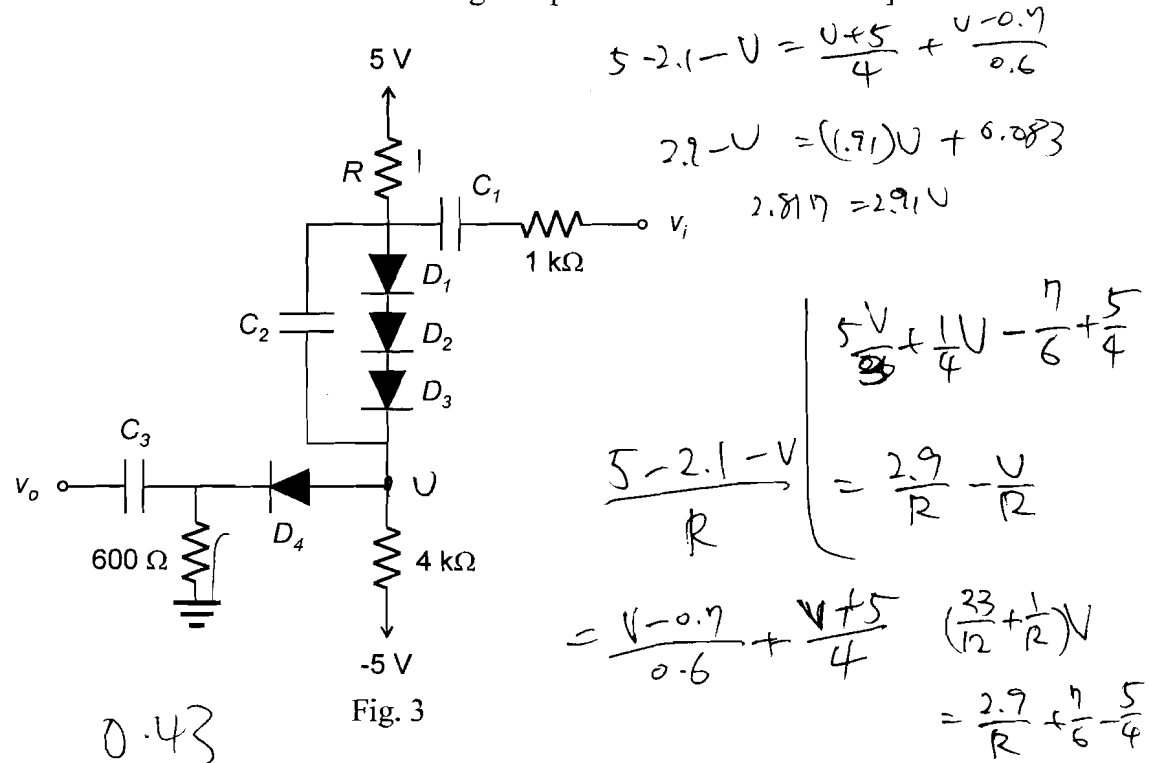 5 V
R
1
C₁
vᵢ
1 kΩ
D₁
C₂
D₂
D₃
C₃
vₒ
D₄
U
600 Ω
4 kΩ
-5 V
Fig. 3
0.43
5 - 2.1 - U = (U+5)/4 + (U-0.7)/0.6
2.9 - U = (1.91)U + 0.083
2.817 = 2.91U
(5-2.1-V)/R
= (V-0.7)/0.6 + (V+5)/4
+ 1/4 U - 7/6 + 5/4
= 2.9/R - U/R
(23/12 + 1/R)V
= 2.9/R + 7/6 - 5/4